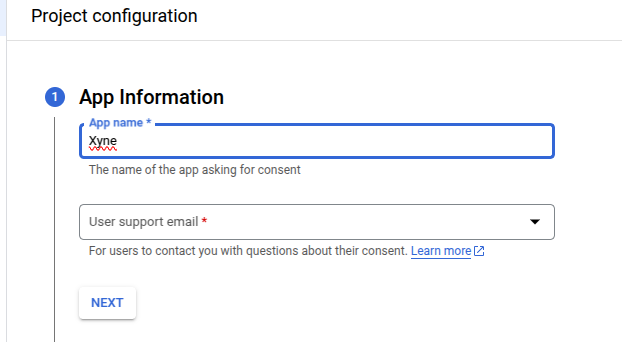 Project configuration
1 App Information
App name *
Xyne
The name of the app asking for consent
User support email *
For users to contact you with questions about their consent. Learn more
NEXT